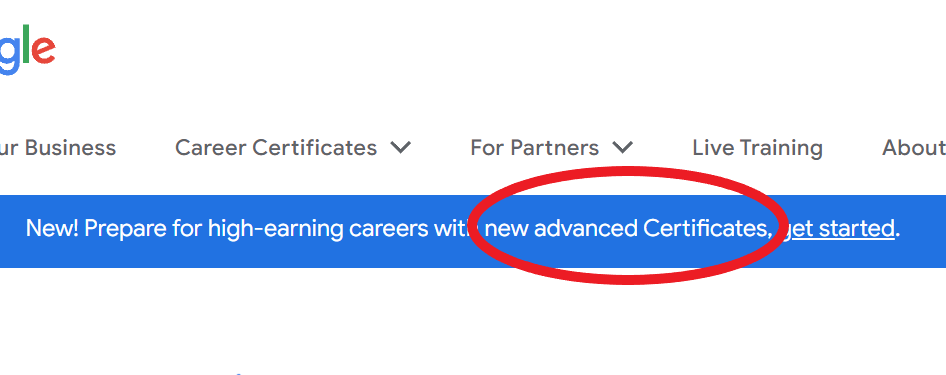 gle
ur Business Career Certificates For Partners Live Training About
New! Prepare for high-earning careers with new advanced Certificates, get started.